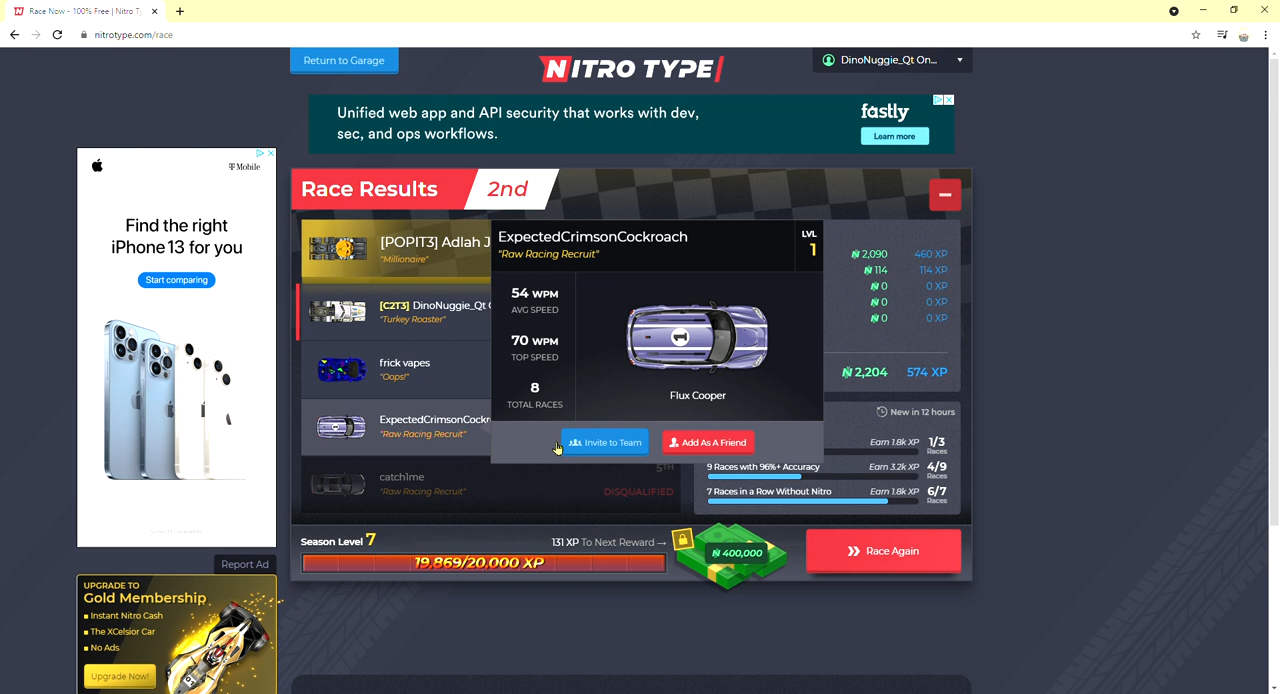 Race Now - 100% Free | Nitro T
nitrotype.com/race
Return to Garage
NITRO TYPE
DinoNuggie_Qt On...
Unified web app and API security that works with dev,
sec, and ops workflows.
fastly
Learn more
T Mobile
Find the right
iPhone 13 for you
Start comparing
Race Results
2nd
[POPIT3] Adlah J
"Millionaire"
[C2T3] DinoNuggie_Qt
"Turkey Roaster"
frick vapes
"Oops!"
ExpectedCrimsonCockr
"Raw Racing Recruit"
catch1me
"Raw Racing Recruit"
5TH
DISQUALIFIED
ExpectedCrimsonCockroach
"Raw Racing Recruit"
LVL
1
54 WPM
AVG SPEED
70 WPM
TOP SPEED
8
TOTAL RACES
1
Flux Cooper
Invite to Team
Add As A Friend
2,090 460 XP
114 114 XP
0 0 XP
0 0 XP
0 0 XP
2,204 574 XP
New in 12 hours
Earn 1.8k XP 1/3
Races
9 Races with 96%+ Accuracy Earn 3.2k XP 4/9
Races
7 Races in a Row Without Nitro Earn 1.8k XP 6/7
Races
Season Level 7
131 XP To Next Reward →
19,869/20,000 XP
400,000
Race Again
Report Ad
UPGRADE TO
Gold Membership
Instant Nitro Cash
The XCelsior Car
No Ads
Upgrade Now!